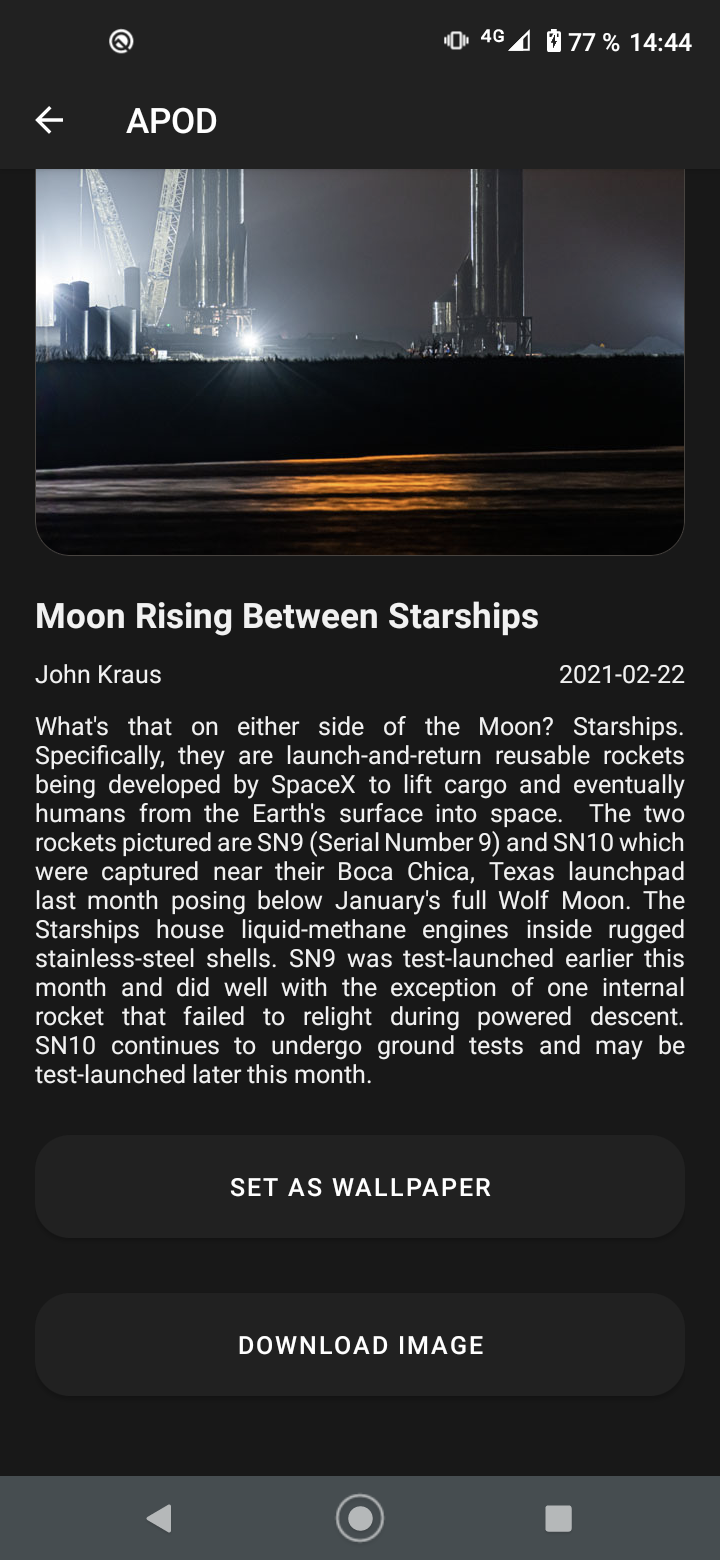 4G 77 % 14:44
APOD
Moon Rising Between Starships
John Kraus 2021-02-22
What's that on either side of the Moon? Starships.
Specifically, they are launch-and-return reusable rockets
being developed by SpaceX to lift cargo and eventually
humans from the Earth's surface into space.  The two
rockets pictured are SN9 (Serial Number 9) and SN10 which
were captured near their Boca Chica, Texas launchpad
last month posing below January's full Wolf Moon. The
Starships house liquid-methane engines inside rugged
stainless-steel shells. SN9 was test-launched earlier this
month and did well with the exception of one internal
rocket that failed to relight during powered descent.
SN10 continues to undergo ground tests and may be
test-launched later this month.
SET AS WALLPAPER
DOWNLOAD IMAGE